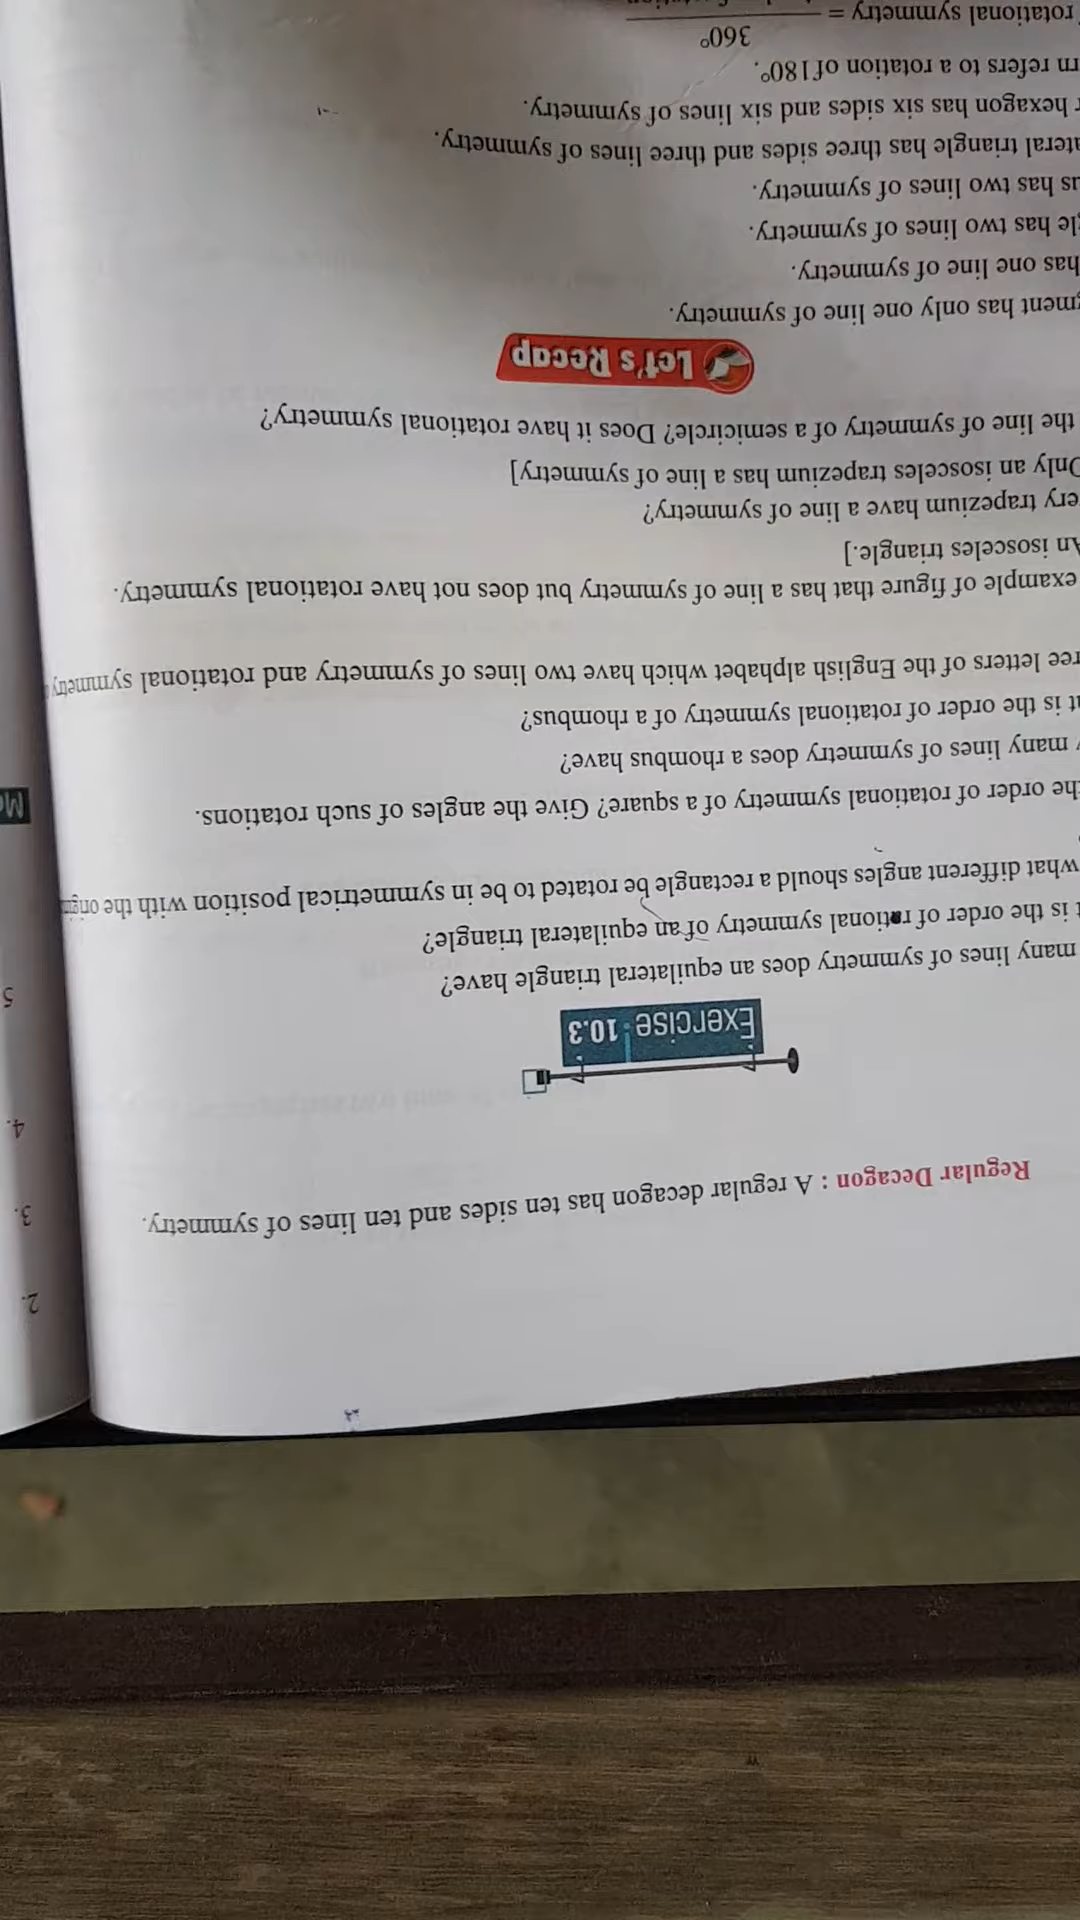 Regular Decagon : A regular decagon has ten sides and ten lines of symmetry.
Exercise 10.3
many lines of symmetry does an equilateral triangle have?
is the order of rotional symmetry of an equilateral triangle?
what different angles should a rectangle be rotated to be in symmetrical position with the
the order of rotational symmetry of a square? Give the angles of such rotations.
many lines of symmetry does a rhombus have?
is the order of rotational symmetry of a rhombus?
letters of the English alphabet which have two lines of symmetry and rotational symmetry
example of figure that has a line of symmetry but does not have rotational symmetry.
An isosceles triangle.]
trapezium have a line of symmetry?
Only an isosceles trapezium has a line of symmetry]
the line of symmetry of a semicircle? Does it have rotational symmetry?
Let's Recap
has only one line of symmetry.
has one line of symmetry.
has two lines of symmetry.
has two lines of symmetry.
triangle has three sides and three lines of symmetry.
hexagon has six sides and six lines of symmetry.
refers to a rotation of 180°.
360°
rotational symmetry =
2.
3.
4.
5